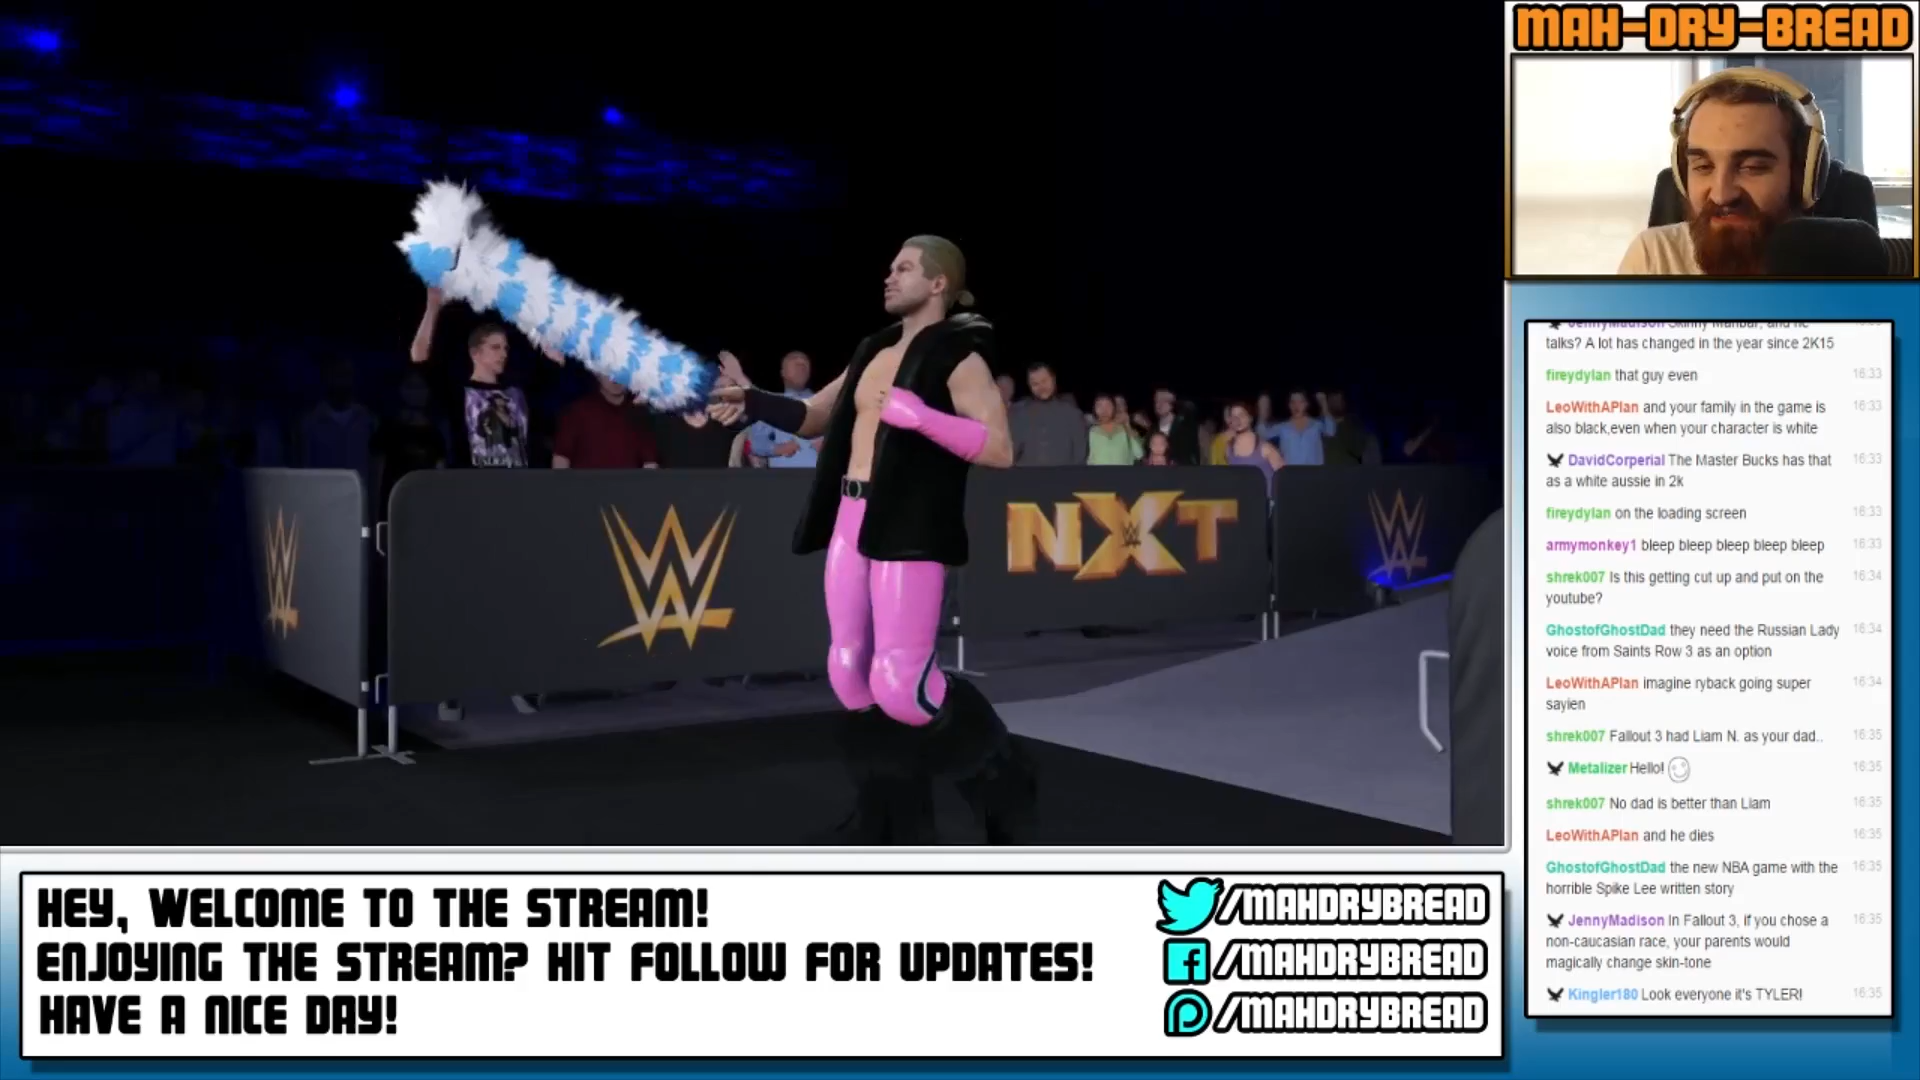 MAH-DRY-BREAD
JennyMadison Skinny Manbar, and he
talks? A lot has changed in the year since 2K15
fireydylan that guy even 16:33
LeoWithAPlan and your family in the game is 16:33
also black,even when your character is white
DavidCorperial The Master Bucks has that 16:33
as a white aussie in 2k
fireydylan on the loading screen 16:33
armymonkey1 bleep bleep bleep bleep bleep 16:33
shrek007 Is this getting cut up and put on the 16:34
youtube?
GhostofGhostDad they need the Russian Lady 16:34
voice from Saints Row 3 as an option
LeoWithAPlan imagine ryback going super 16:34
sayien
shrek007 Fallout 3 had Liam N. as your dad.. 16:35
Metalizer Hello! 16:35
shrek007 No dad is better than Liam 16:35
LeoWithAPlan and he dies 16:35
GhostofGhostDad the new NBA game with the 16:35
horrible Spike Lee written story
JennyMadison In Fallout 3, if you chose a 16:35
non-caucasian race, your parents would
magically change skin-tone
Kingler180 Look everyone it's TYLER! 16:35
W
NXT
HEY, WELCOME TO THE STREAM!
ENJOYING THE STREAM? HIT FOLLOW FOR UPDATES!
HAVE A NICE DAY!
/MAHDRYBREAD
/MAHDRYBREAD
/MAHDRYBREAD